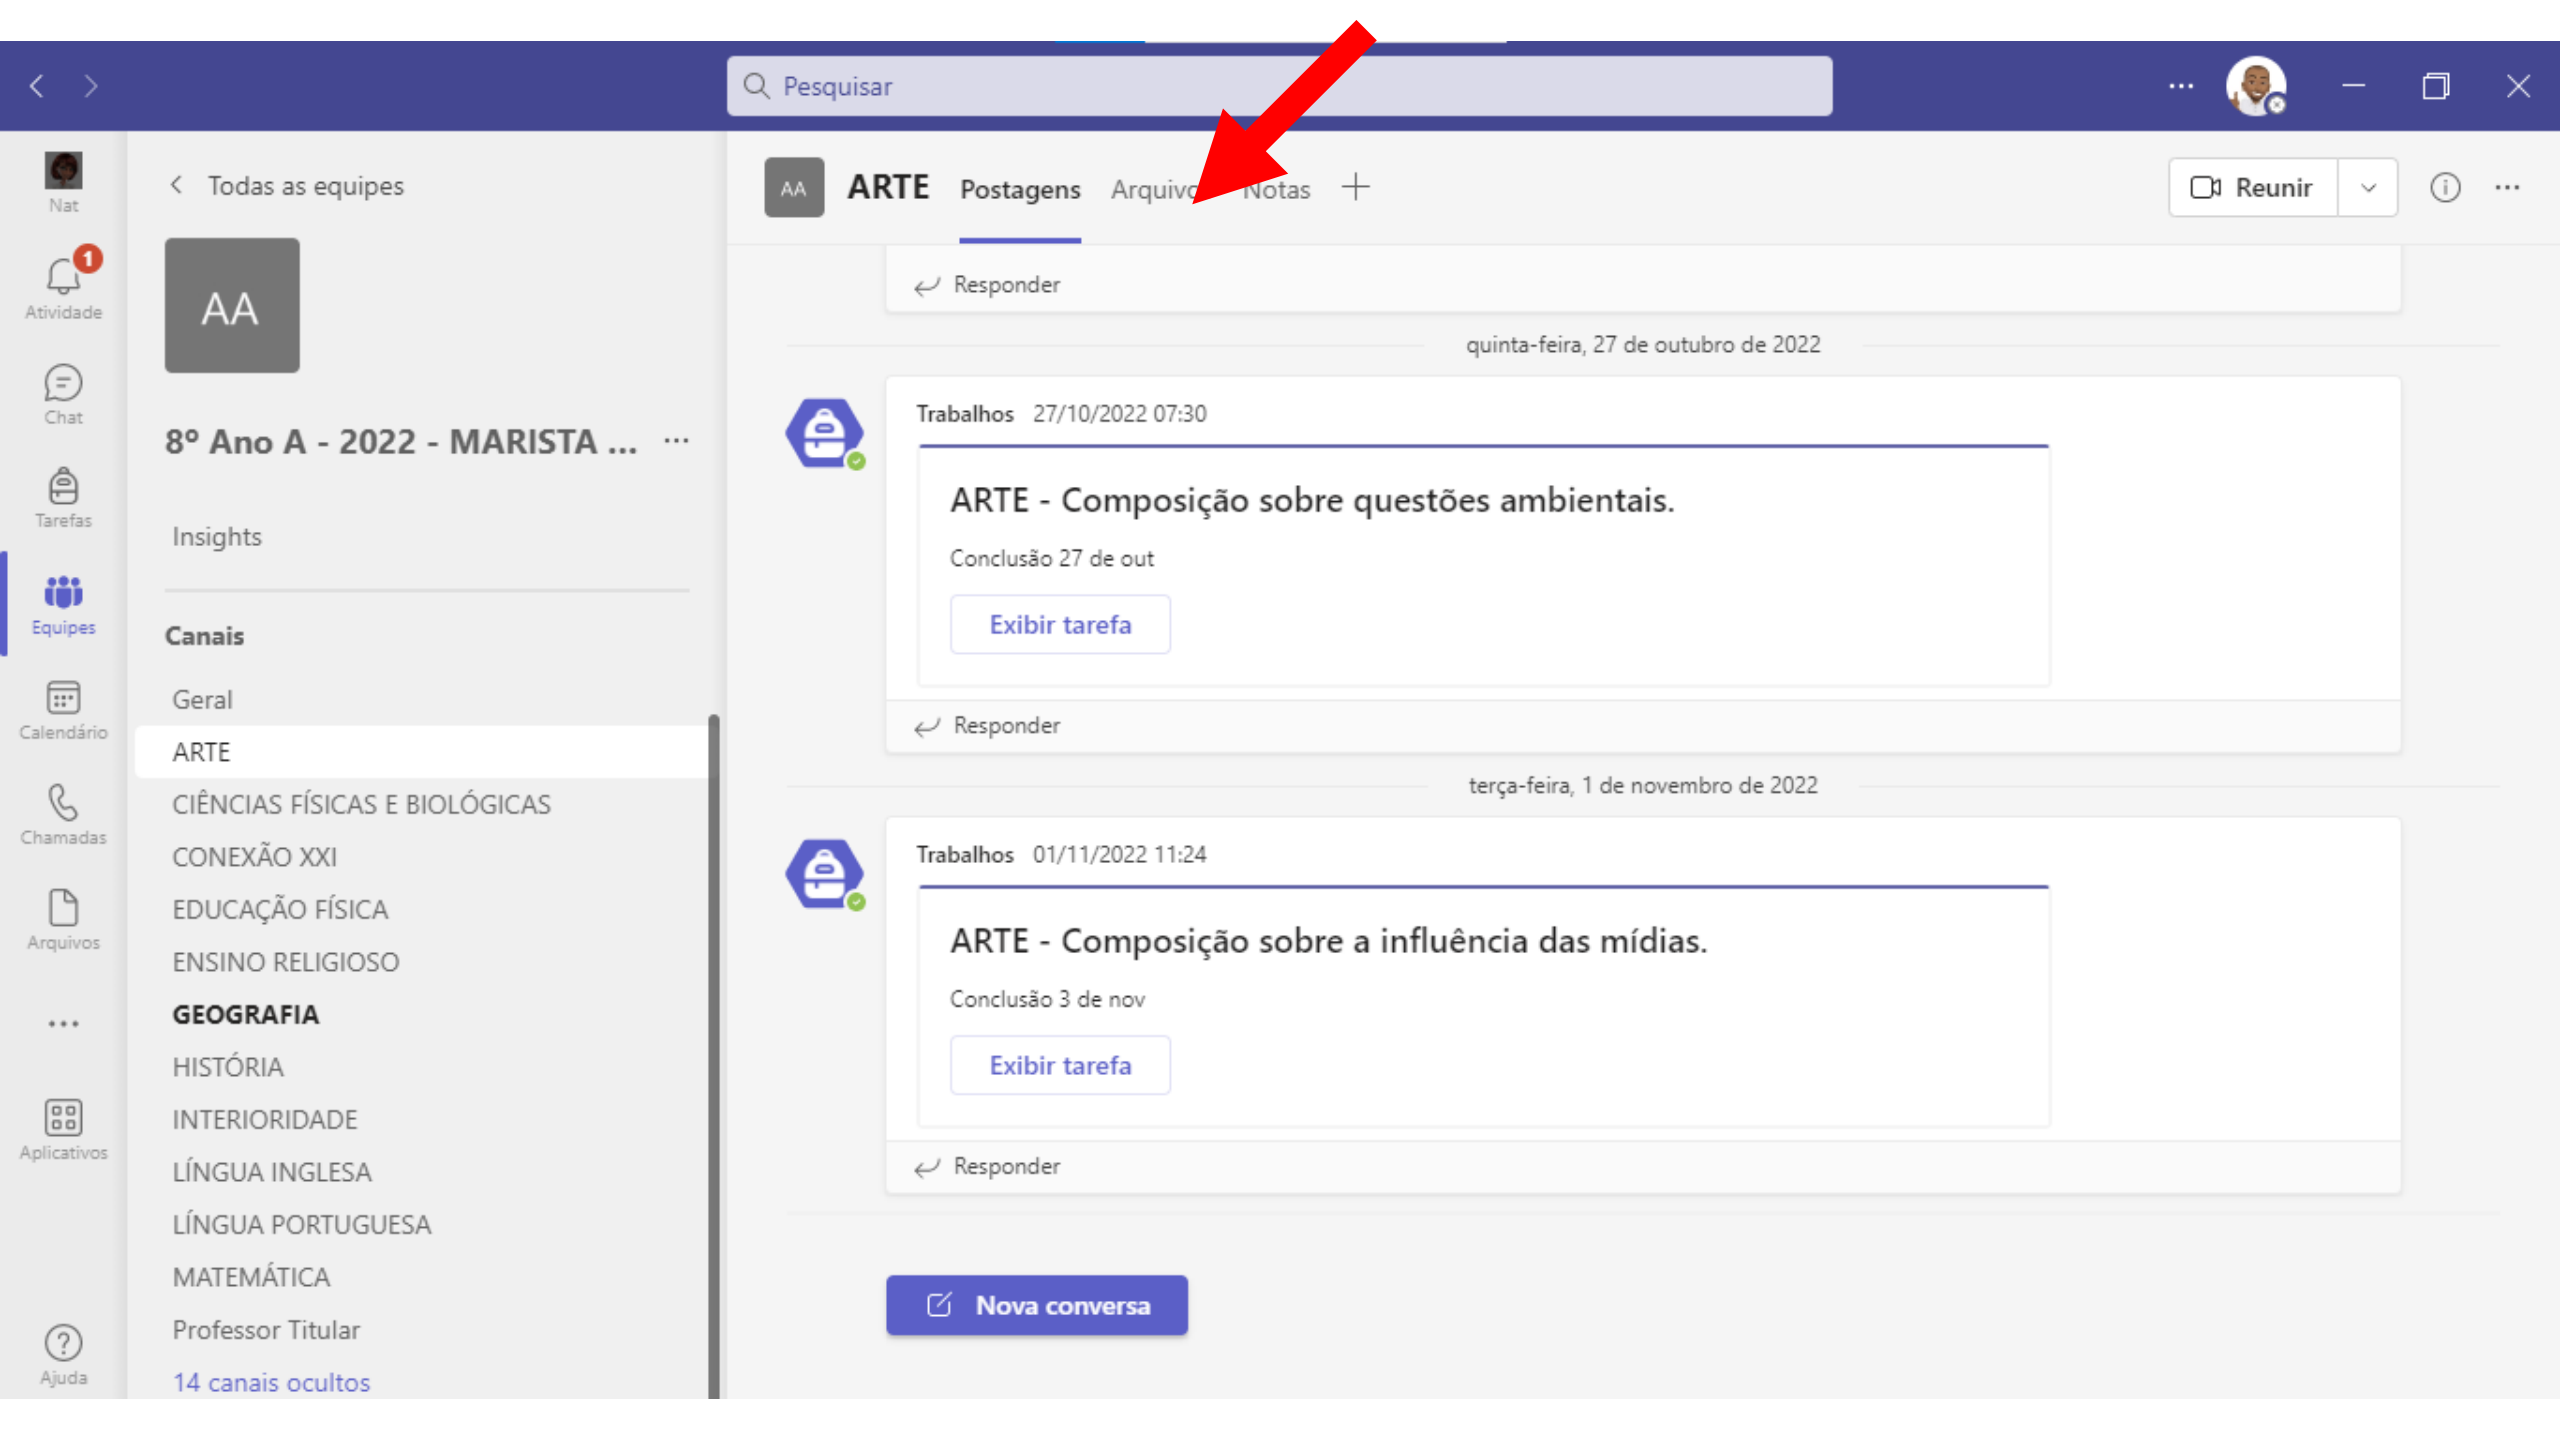 Pesquisar
Nat
1
Atividade
Chat
Tarefas
Equipes
Calendário
Chamadas
Arquivos
Aplicativos
Ajuda
Todas as equipes
AA
8º Ano A - 2022 - MARISTA ...
Insights
Canais
Geral
ARTE
CIÊNCIAS FÍSICAS E BIOLÓGICAS
CONEXÃO XXI
EDUCAÇÃO FÍSICA
ENSINO RELIGIOSO
GEOGRAFIA
HISTÓRIA
INTERIORIDADE
LÍNGUA INGLESA
LÍNGUA PORTUGUESA
MATEMÁTICA
Professor Titular
14 canais ocultos
AA ARTE Postagens Notas Reunir
Responder
quinta-feira, 27 de outubro de 2022
Trabalhos 27/10/2022 07:30
ARTE - Composição sobre questões ambientais.
Conclusão 27 de out
Exibir tarefa
Responder
terça-feira, 1 de novembro de 2022
Trabalhos 01/11/2022 11:24
ARTE - Composição sobre a influência das mídias.
Conclusão 3 de nov
Exibir tarefa
Responder
Nova conversa